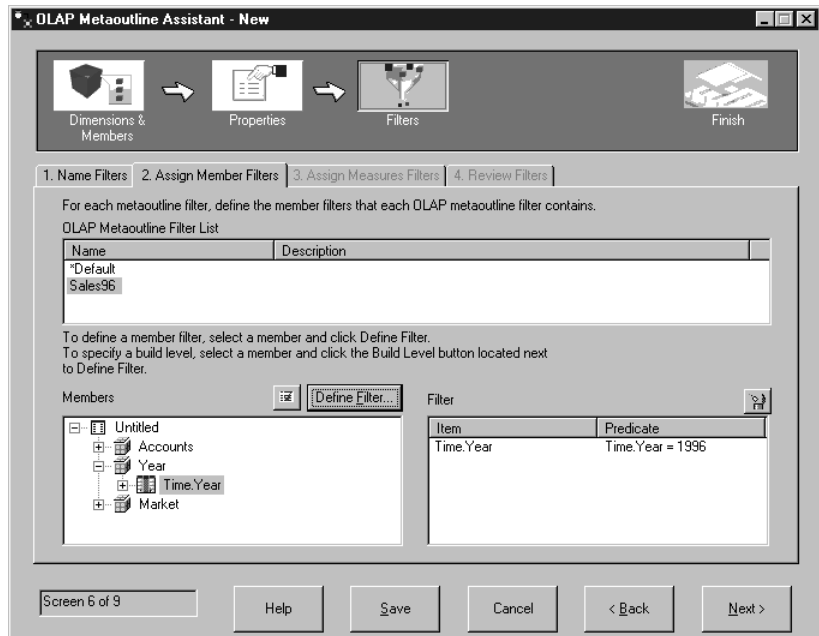 OLAP Metaoutline Assistant - New
Dimensions &
Members
Properties
Filters
Finish
1. Name Filters
2. Assign Member Filters
3. Assign Measures Filters
4. Review Filters
For each metaoutline filter, define the member filters that each OLAP metaoutline filter contains.
OLAP Metaoutline Filter List
Name Description
*Default
Sales96
To define a member filter, select a member and click Define Filter.
To specify a build level, select a member and click the Build Level button located next
to Define Filter.
Members
Define Filter...
Filter
Untitled
Accounts
Year
Time.Year
Market
Item Predicate
Time.Year Time.Year = 1996
Screen 6 of 9
Help
Save
Cancel
< Back
Next >